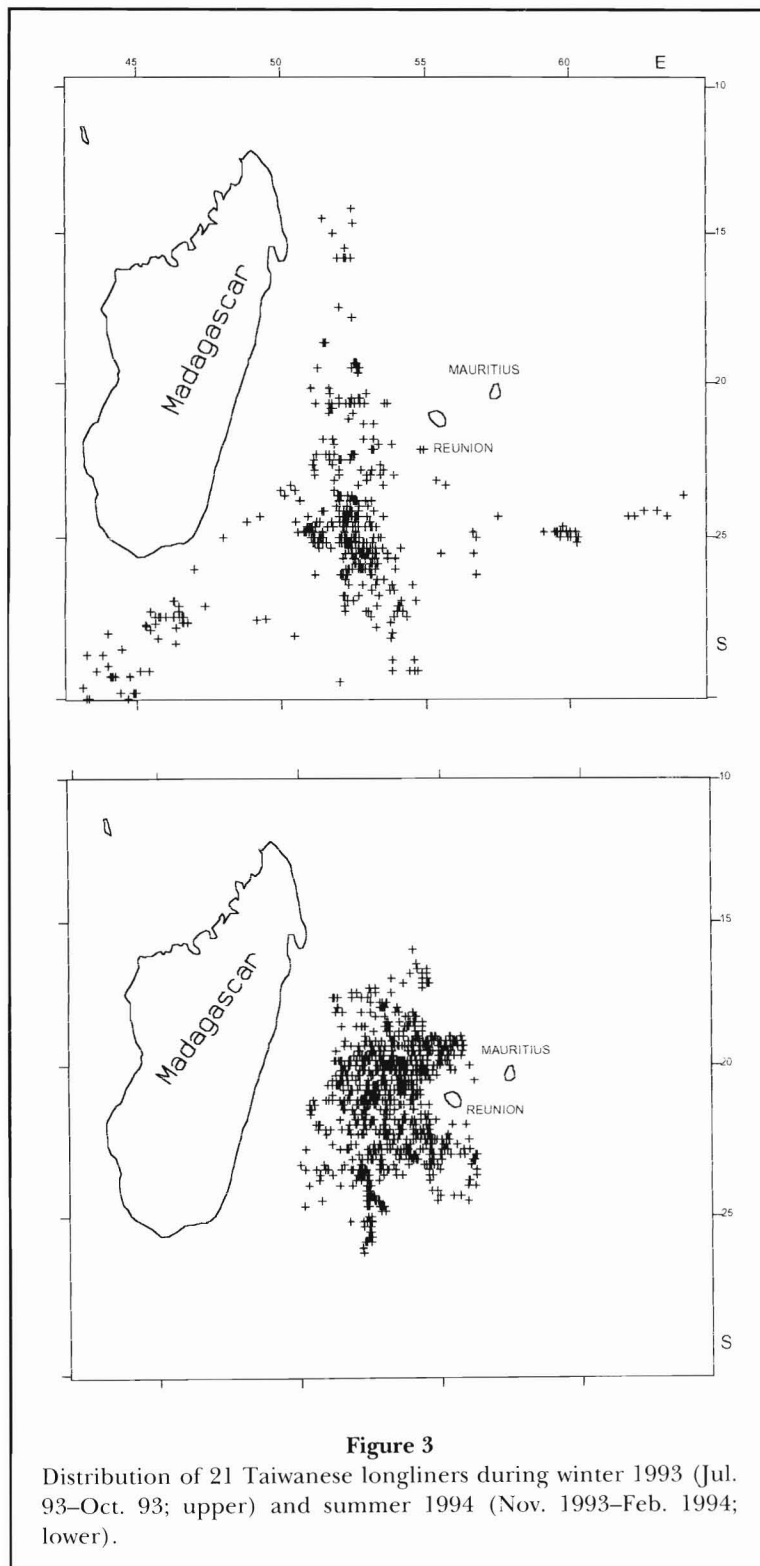 45 50 55 60 E
10
15
Madagascar
MAURITIUS
20
REUNION
25
S
10
15
Madagascar
MAURITIUS
20
REUNION
25
S
Figure 3
Distribution of 21 Taiwanese longliners during winter 1993 (Jul.
93–Oct. 93; upper) and summer 1994 (Nov. 1993–Feb. 1994;
lower).